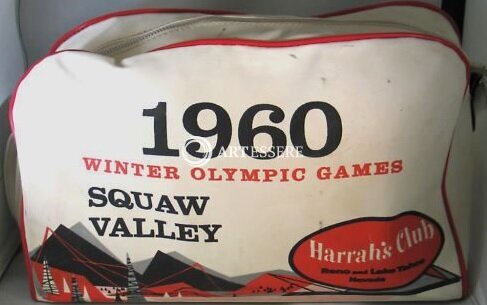 1960
ARTESSERE
WINTER OLYMPIC GAMES
SQUAW
VALLEY
Harrah's Club
Reno and Lake Tahoe
Nevada